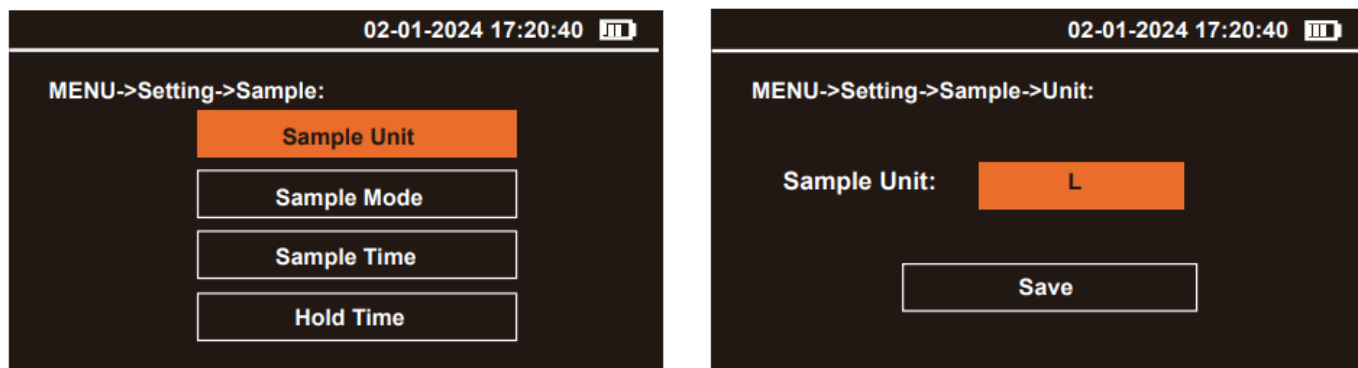 02-01-2024 17:20:40
MENU->Setting->Sample:
Sample Unit
Sample Mode
Sample Time
Hold Time
02-01-2024 17:20:40
MENU->Setting->Sample->Unit:
Sample Unit: L
Save